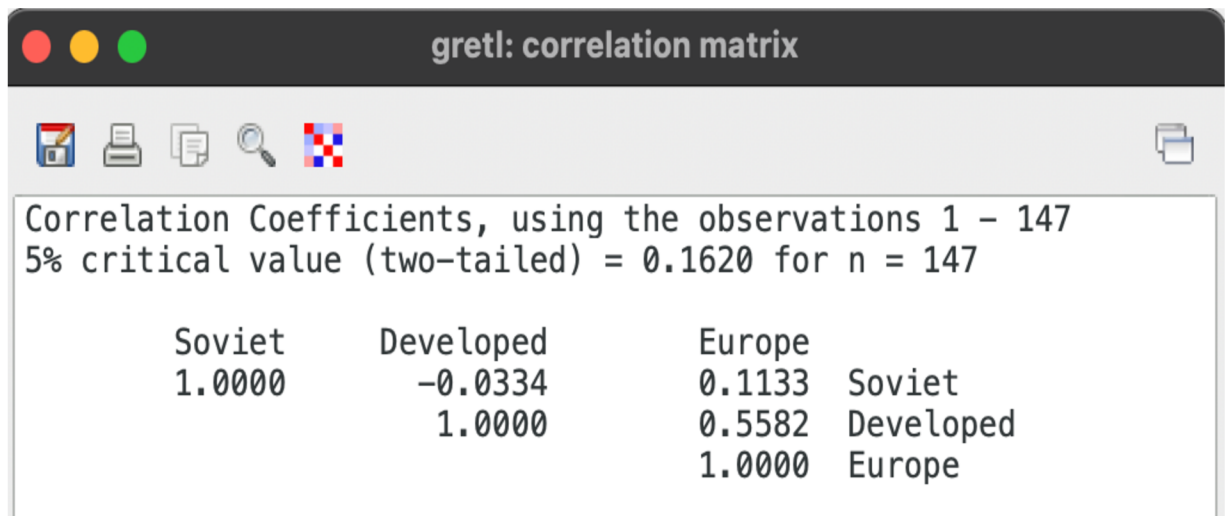 gretl: correlation matrix
Correlation Coefficients, using the observations 1 – 147
5% critical value (two–tailed) = 0.1620 for n = 147
Soviet Developed Europe
1.0000 –0.0334 0.1133 Soviet
1.0000 0.5582 Developed
1.0000 Europe